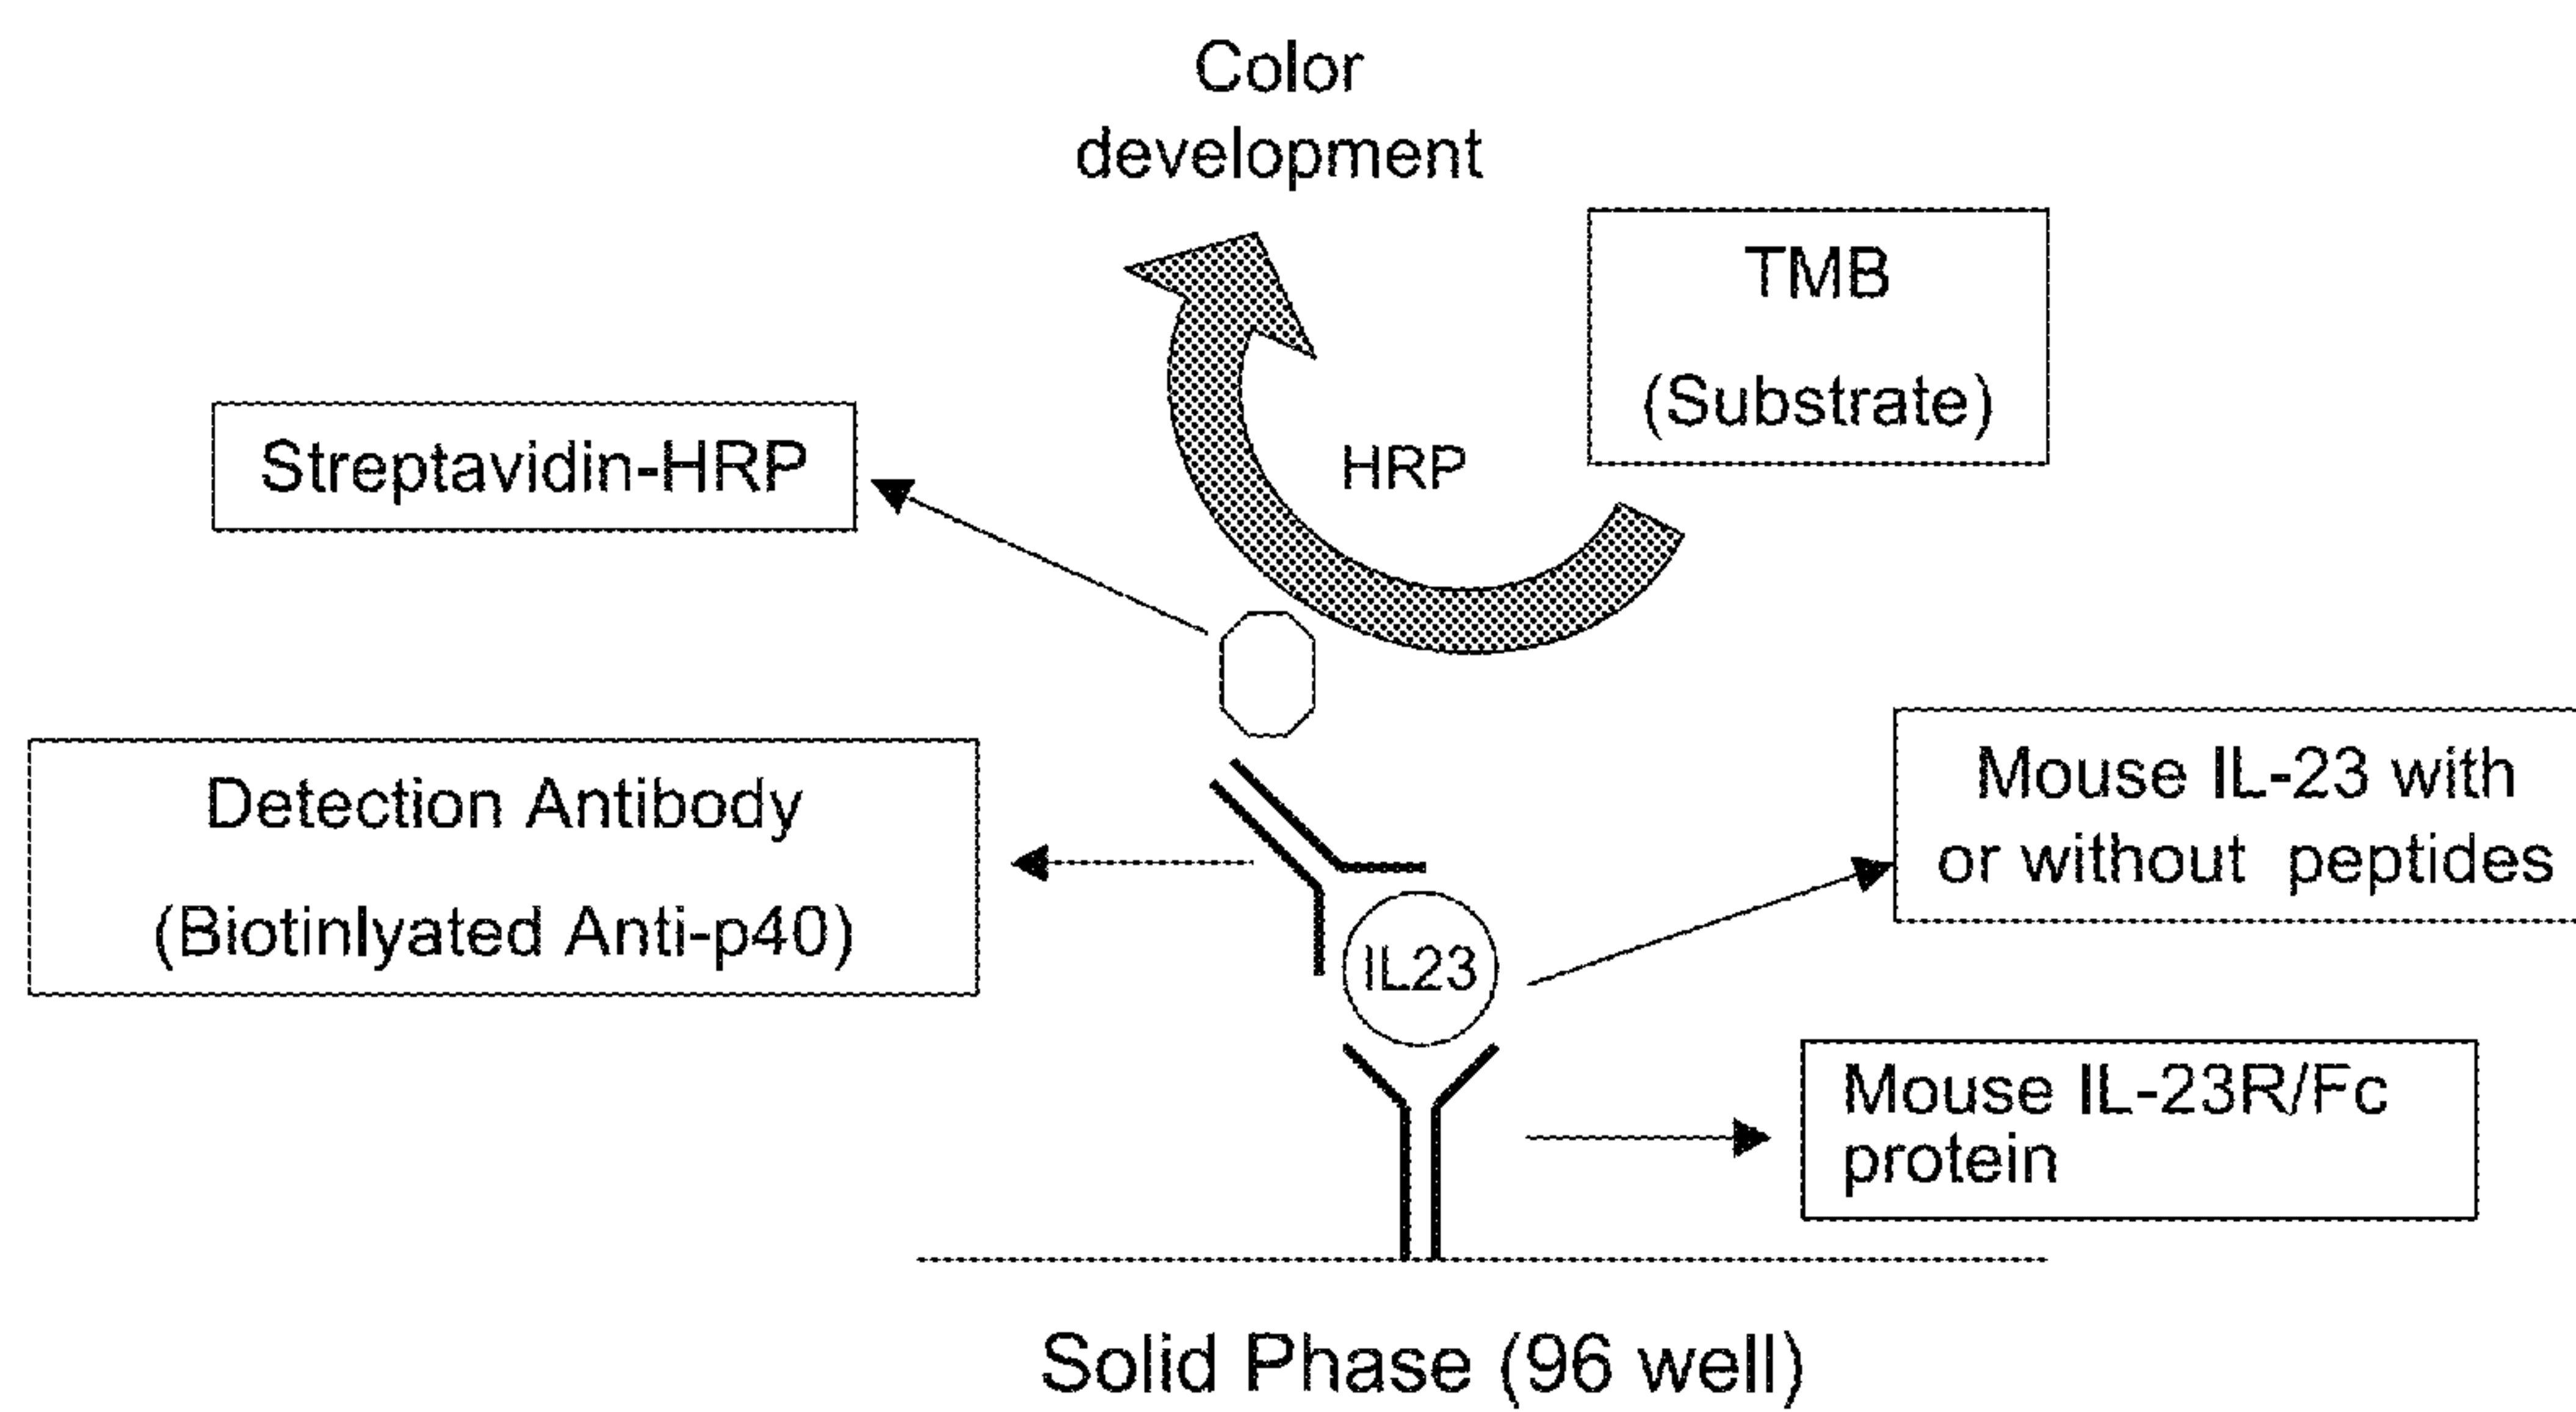 Color
development
TMB
(Substrate)
Streptavidin-HRP
HRP
Detection Antibody
(Biotinlyated Anti-p40)
Mouse IL-23 with
or without peptides
IL23
Mouse IL-23R/Fc
protein
Solid Phase (96 well)